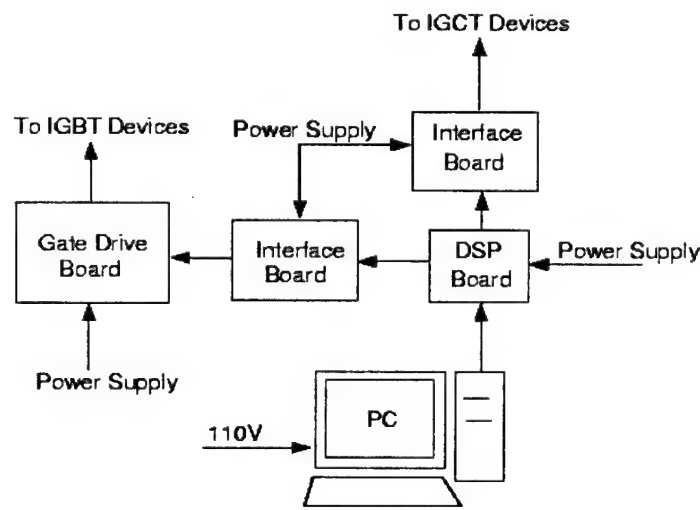 To IGCT Devices
To IGBT Devices
Power Supply
Interface
Board
Gate Drive
Board
Interface
Board
DSP
Board
Power Supply
Power Supply
110V
PC